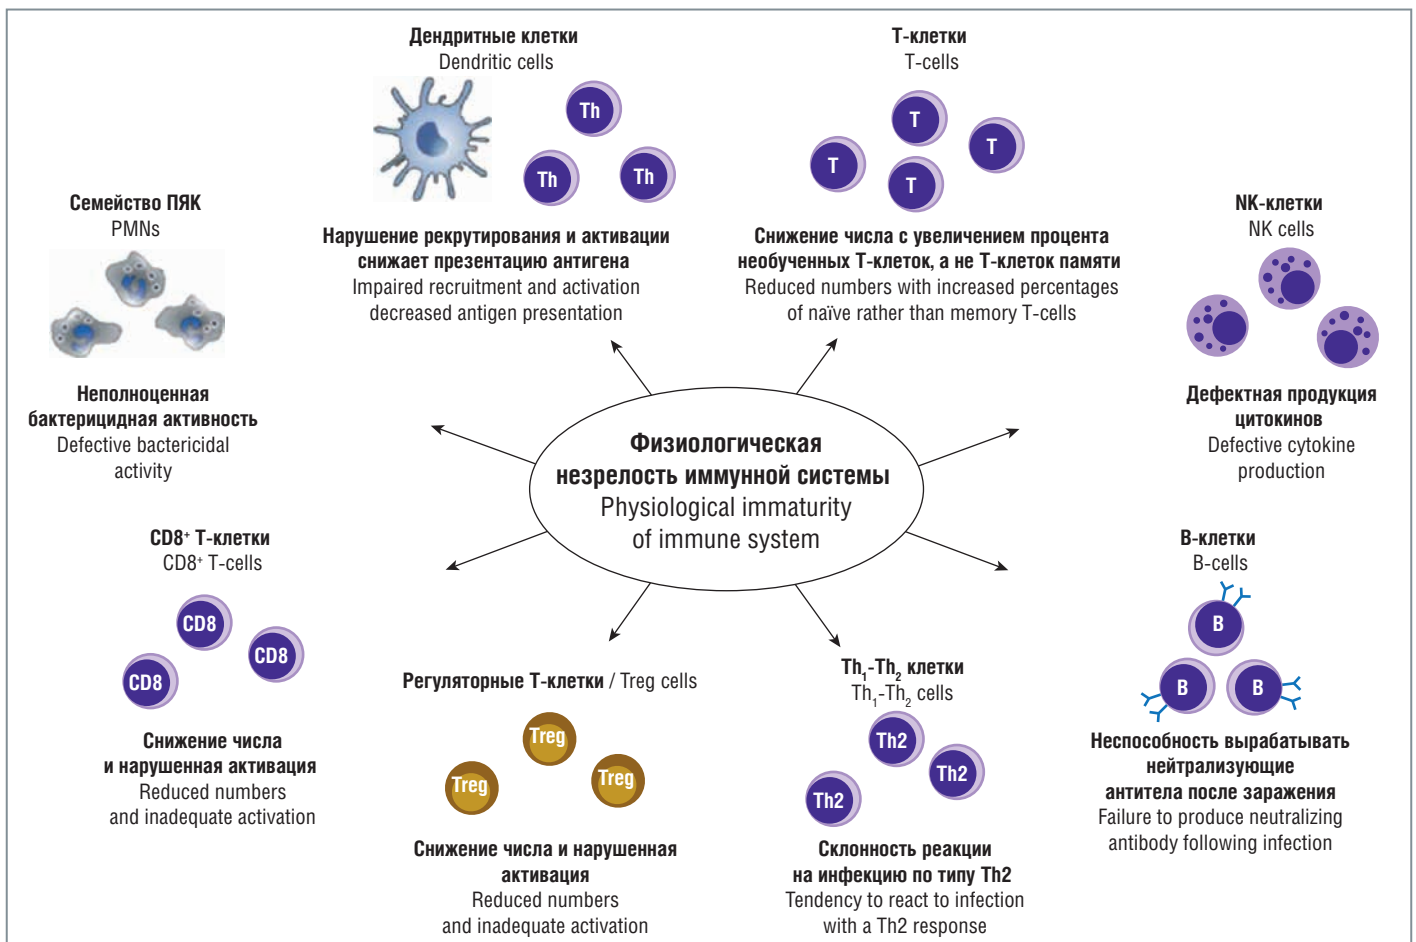 Дендритные клетки
Dendritic cells
Th
Th
Th
Нарушение рекрутирования и активации
снижает презентацию антигена
Impaired recruitment and activation
decreased antigen presentation
Т-клетки
T-cells
T
T
T
T
Снижение числа с увеличением процента
необученных Т-клеток, а не Т-клеток памяти
Reduced numbers with increased percentages
of naïve rather than memory T-cells
Семейство ПЯК
PMNs
Неполноценная
бактерицидная активность
Defective bactericidal
activity
NK-клетки
NK cells
Дефектная продукция
цитокинов
Defective cytokine
production
Физиологическая
незрелость иммунной системы
Physiological immaturity
of immune system
CD8⁺ Т-клетки
CD8⁺ T-cells
CD8
CD8
CD8
Снижение числа
и нарушенная активация
Reduced numbers
and inadequate activation
Регуляторные Т-клетки / Treg cells
Treg
Treg
Treg
Снижение числа и нарушенная
активация
Reduced numbers
and inadequate activation
Th₁-Th₂ клетки
Th₁-Th₂ cells
Th2
Th2
Th2
Склонность реакции
на инфекцию по типу Th2
Tendency to react to infection
with a Th2 response
В-клетки
B-cells
B
B
B
Неспособность вырабатывать
нейтрализующие
антитела после заражения
Failure to produce neutralizing
antibody following infection